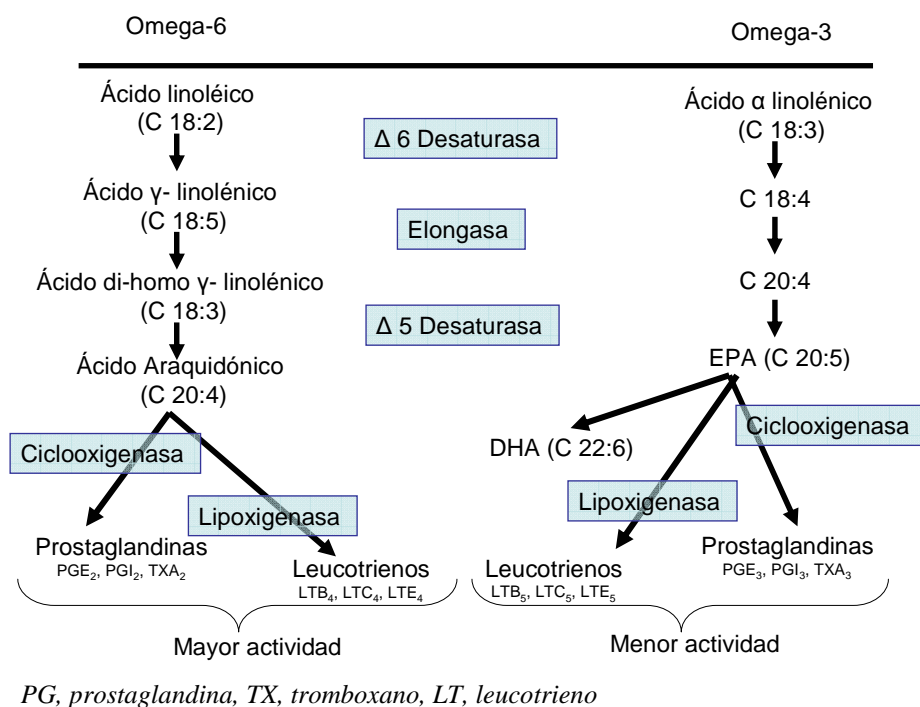 Omega-6
Omega-3
Ácido linoléico
(C 18:2)
Ácido α linolénico
(C 18:3)
Δ 6 Desaturasa
Ácido γ- linolénico
(C 18:5)
C 18:4
Elongasa
Ácido di-homo γ- linolénico
(C 18:3)
C 20:4
Δ 5 Desaturasa
Ácido Araquidónico
(C 20:4)
EPA (C 20:5)
Ciclooxigenasa
Ciclooxigenasa
DHA (C 22:6)
Lipoxigenasa
Lipoxigenasa
Prostaglandinas
PGE₂, PGI₂, TXA₂
Leucotrienos
LTB₄, LTC₄, LTE₄
Leucotrienos
LTB₅, LTC₅, LTE₅
Prostaglandinas
PGE₃, PGI₃, TXA₃
Mayor actividad
Menor actividad
PG, prostaglandina, TX, tromboxano, LT, leucotrieno